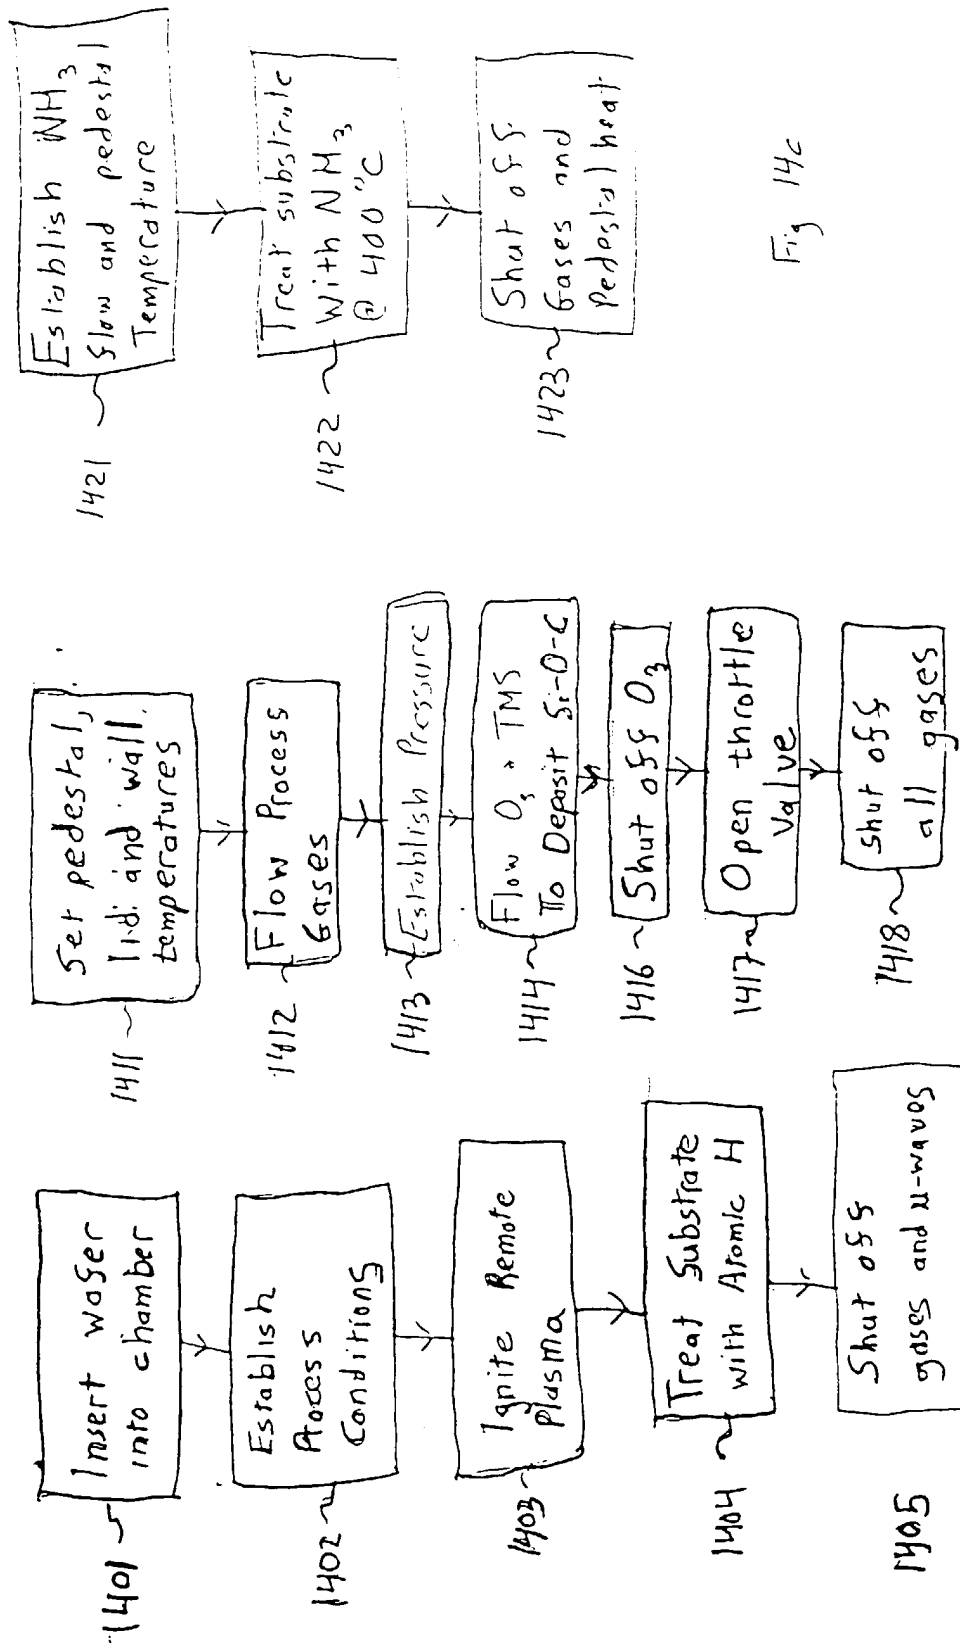 1401
Insert wafer
into chamber
1402
Establish
Process
Conditions
1403
Ignite Remote
Plasma
1404
Treat Substrate
with Atomic H
1405
Shut off
gases and μ-waves
1411
Set pedestal,
lid and wall
temperatures
1412
Flow Process
Gases
1413
Establish Pressure
1414
Flow O3 + TMS
To Deposit Si-O-C
1416
Shut off O3
1417
Open throttle
Valve
1418
Shut off
all gases
1421
Establish NH3
flow and pedestal
Temperature
1422
Treat substrate
With NH3
@ 400°C
1423
Shut off
Gases and
Pedestal heat
Fig 14c